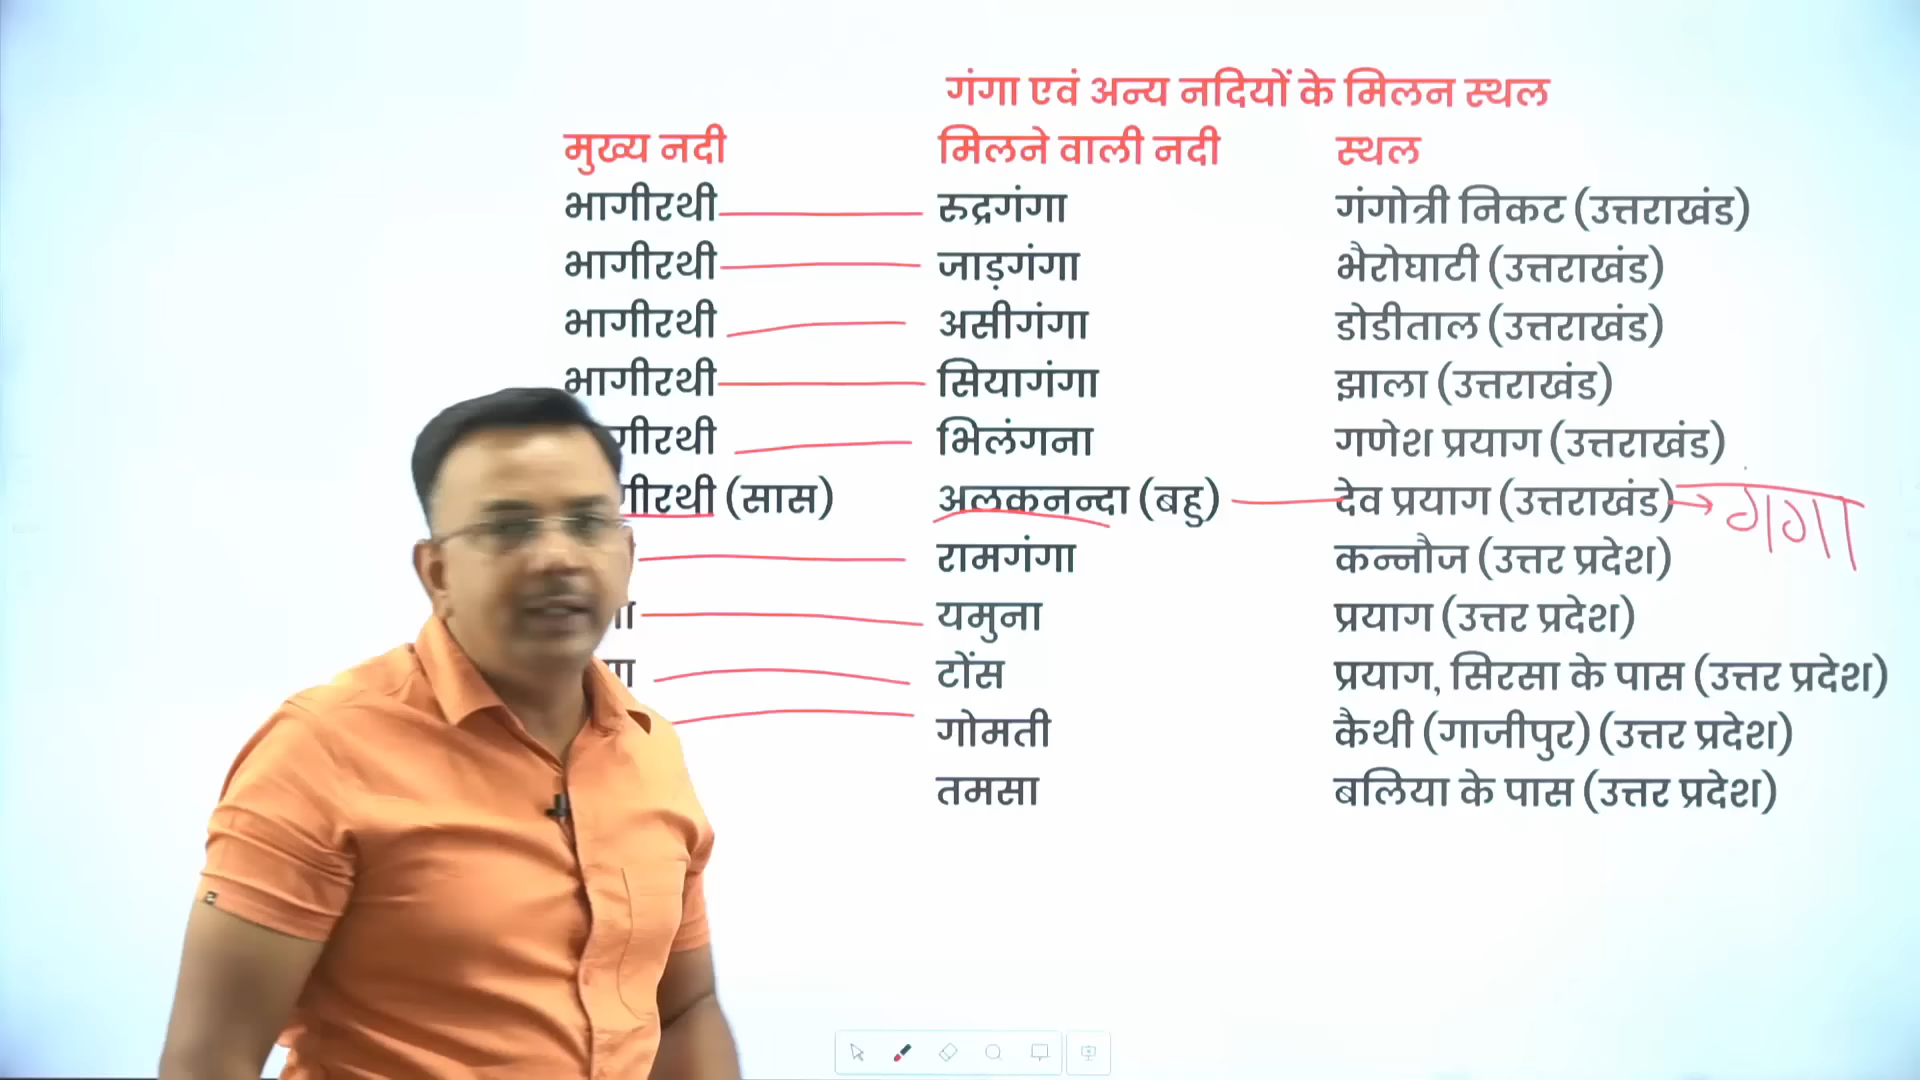 गंगा एवं अन्य नदियों के मिलन स्थल
मुख्य नदी मिलने वाली नदी स्थल
भागीरथी रुद्रगंगा गंगोत्री निकट (उत्तराखंड)
भागीरथी जाड़गंगा भैरोघाटी (उत्तराखंड)
भागीरथी असीगंगा डोडीताल (उत्तराखंड)
भागीरथी सियागंगा झाला (उत्तराखंड)
गीरथी भिलंगना गणेश प्रयाग (उत्तराखंड)
गीरथी (सास) अलकनन्दा (बहु) देव प्रयाग (उत्तराखंड) गंगा
रामगंगा कन्नौज (उत्तर प्रदेश)
यमुना प्रयाग (उत्तर प्रदेश)
टोंस प्रयाग, सिरसा के पास (उत्तर प्रदेश)
गोमती कैथी (गाजीपुर) (उत्तर प्रदेश)
तमसा बलिया के पास (उत्तर प्रदेश)